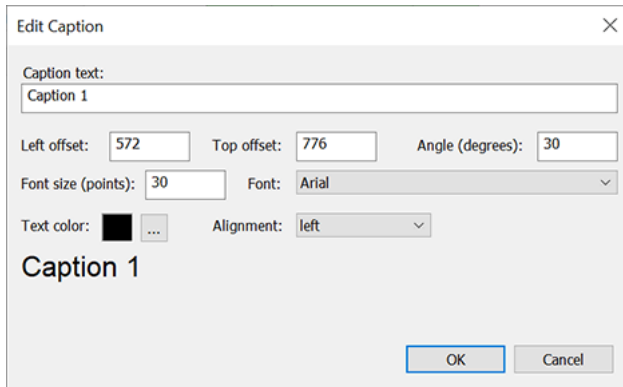 Edit Caption
Caption text:
Caption 1
Left offset: 572 Top offset: 776 Angle (degrees): 30
Font size (points): 30 Font: Arial
Text color: ... Alignment: left
Caption 1
OK Cancel